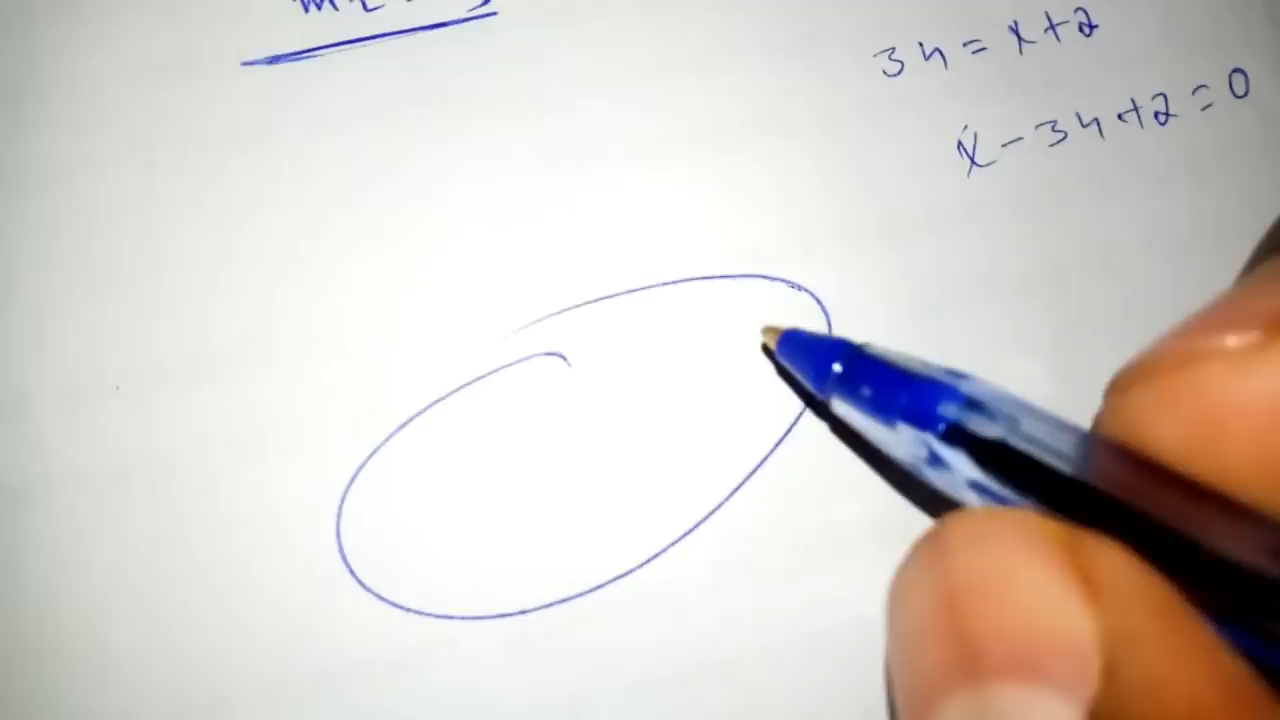 3y = x+2
x - 3y + 2 = 0